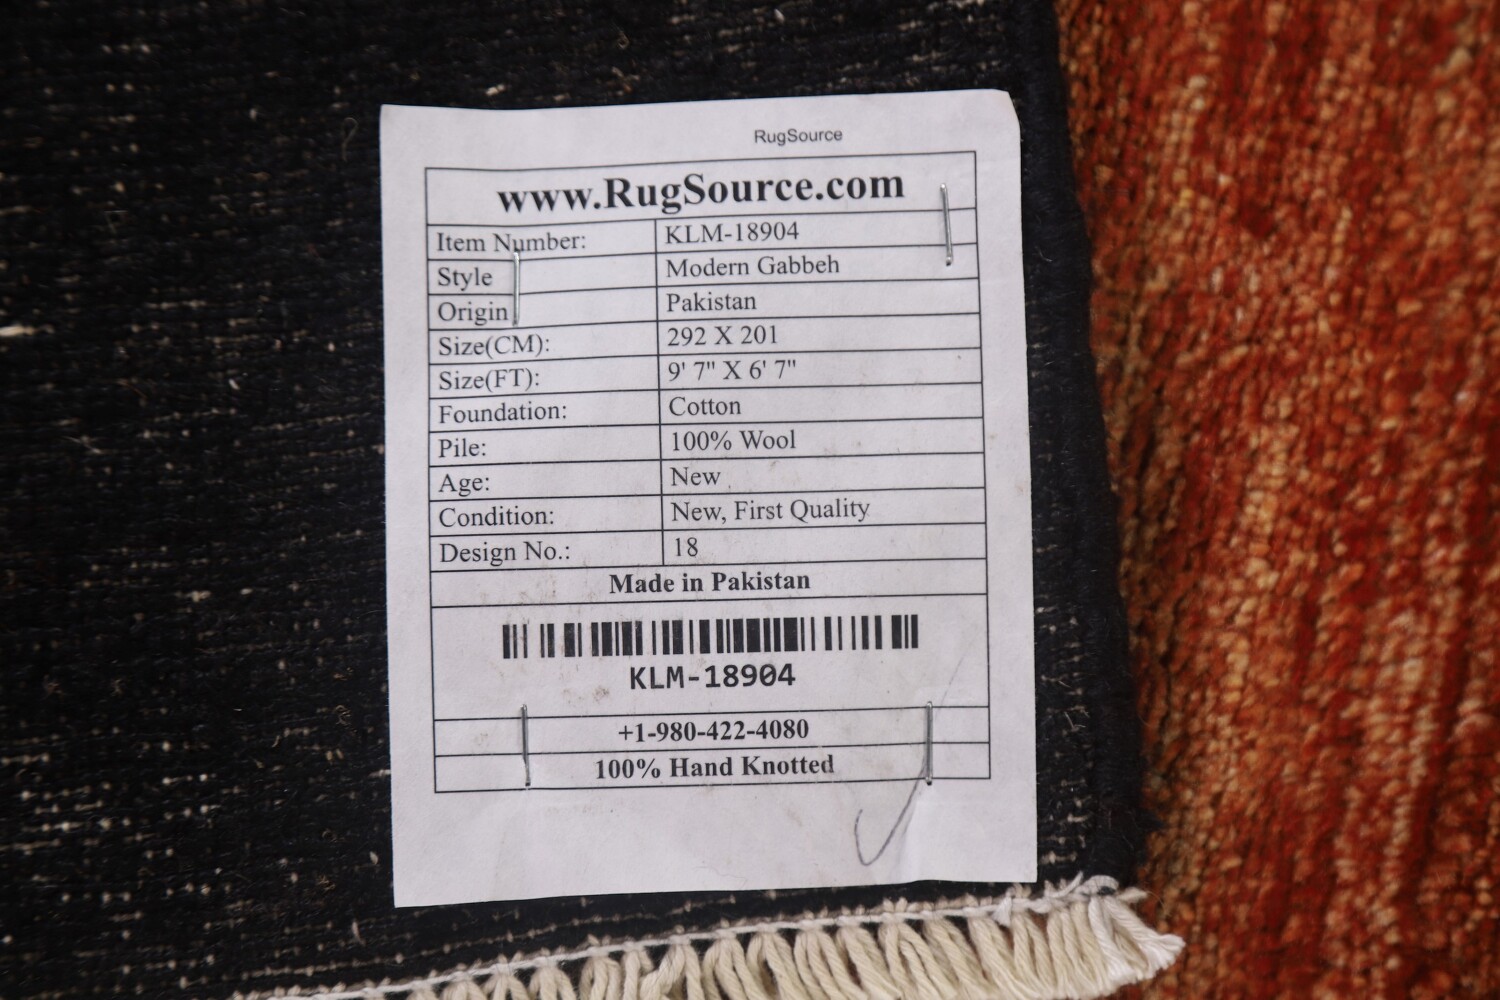 RugSource
www.RugSource.com
Item Number: KLM-18904
Style Modern Gabbeh
Origin Pakistan
Size(CM): 292 X 201
Size(FT): 9' 7" X 6' 7"
Foundation: Cotton
Pile: 100% Wool
Age: New
Condition: New, First Quality
Design No.: 18
Made in Pakistan
KLM-18904
+1-980-422-4080
100% Hand Knotted